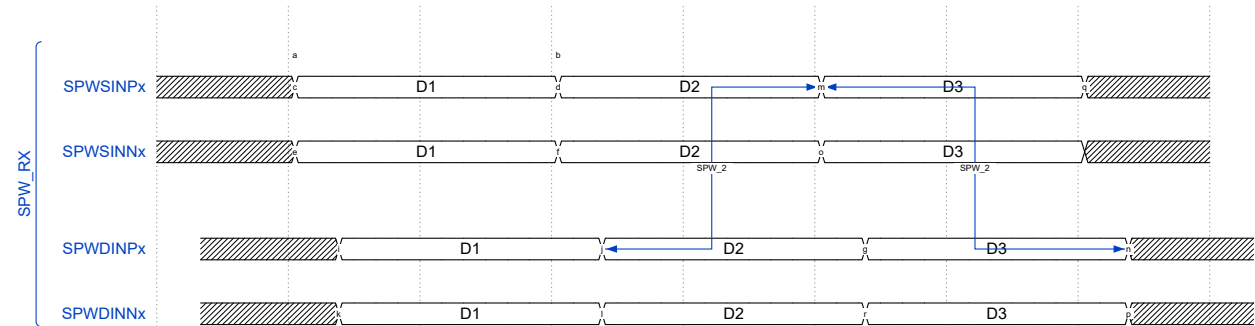 a b
SPWSINPx c D1 d D2 m D3 q
SPWSINNx e D1 f D2 o D3
SPW_2 SPW_2
SPW_RX
SPWDINPx i D1 j D2 g D3 n
SPWDINNx k D1 l D2 r D3 p